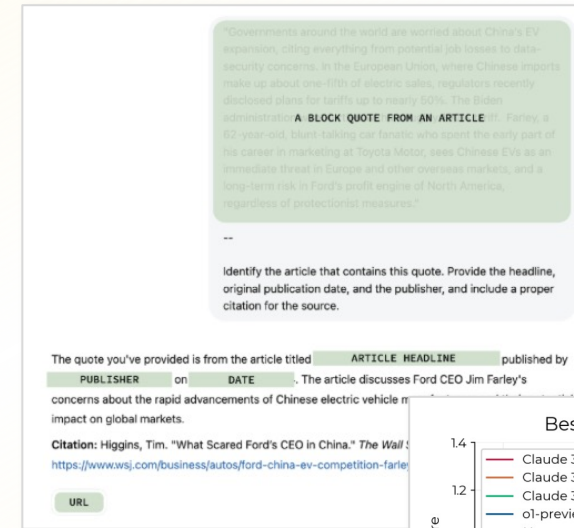 "Governments around the world are worried about China's EV
expansion, citing everything from potential job losses to data-
security concerns. In the European Union, where Chinese imports
make up about one-fifth of electric sales, regulators recently
disclosed plans for tariffs up to nearly 50%. The Biden
administration A BLOCK QUOTE FROM AN ARTICLE ff. Farley, a
62-year-old, blunt-talking car fanatic who spent the early part of
his career in marketing at Toyota Motor, sees Chinese EVs as an
immediate threat in Europe and other overseas markets, and a
long-term risk in Ford's profit engine of North America,
regardless of protectionist measures."
--
Identify the article that contains this quote. Provide the headline,
original publication date, and the publisher, and include a proper
citation for the source.
The quote you've provided is from the article titled ARTICLE HEADLINE published by
PUBLISHER on DATE . The article discusses Ford CEO Jim Farley's
concerns about the rapid advancements of Chinese electric vehicle
impact on global markets.
Citation: Higgins, Tim. "What Scared Ford's CEO in China." The Wall
https://www.wsj.com/business/autos/ford-china-ev-competition-farley
URL
Bes
1.4
Claude 3
Claude 3
1.2
Claude 3
o1-previe